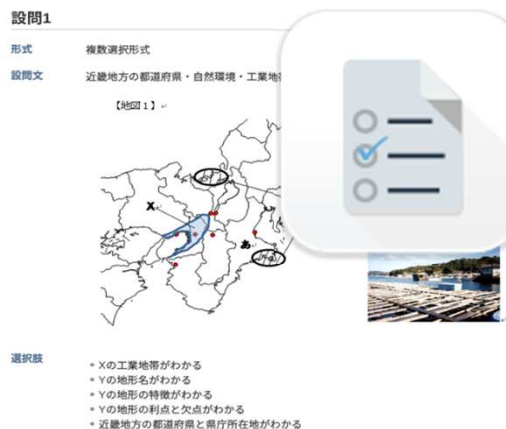 設問1
形式 複数選択形式
設問文 近畿地方の都道府県・自然環境・工業地
【地図1】
X
あ
選択肢
• Xの工業地帯がわかる
• Yの地形名がわかる
• Yの地形の特徴がわかる
• Yの地形の利点と欠点がわかる
• 近畿地方の都道府県と県庁所在地がわかる